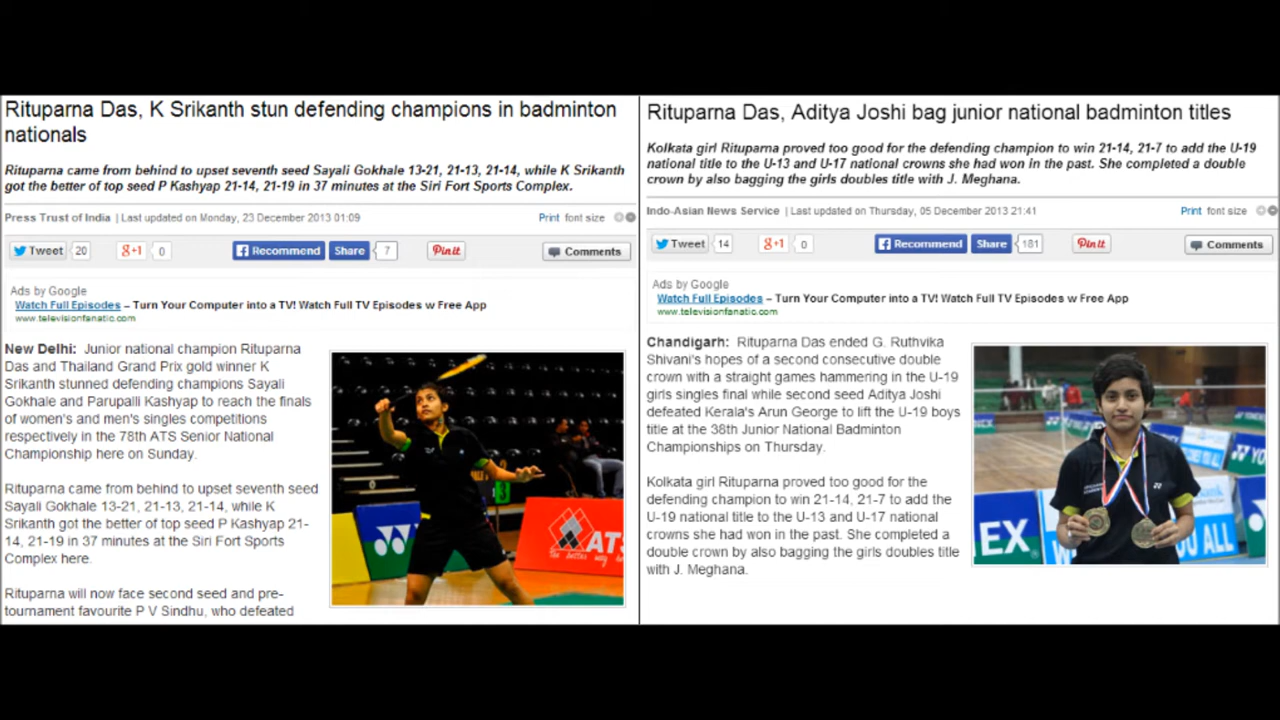 Rituparna Das, K Srikanth stun defending champions in badminton
nationals
Rituparna came from behind to upset seventh seed Sayali Gokhale 13-21, 21-13, 21-14, while K Srikanth
got the better of top seed P Kashyap 21-14, 21-19 in 37 minutes at the Siri Fort Sports Complex.
Press Trust of India | Last updated on Monday, 23 December 2013 01:09
Print font size
Tweet 20 g+1 0 Recommend Share 7 Pinit Comments
Ads by Google
Watch Full Episodes – Turn Your Computer into a TV! Watch Full TV Episodes w Free App
www.televisionfanatic.com
New Delhi: Junior national champion Rituparna
Das and Thailand Grand Prix gold winner K
Srikanth stunned defending champions Sayali
Gokhale and Parupalli Kashyap to reach the finals
of women's and men's singles competitions
respectively in the 78th ATS Senior National
Championship here on Sunday.
Rituparna came from behind to upset seventh seed
Sayali Gokhale 13-21, 21-13, 21-14, while K
Srikanth got the better of top seed P Kashyap 21-
14, 21-19 in 37 minutes at the Siri Fort Sports
Complex here.
Rituparna will now face second seed and pre-
tournament favourite P V Sindhu, who defeated
YONEX
ATS
Rituparna Das, Aditya Joshi bag junior national badminton titles
Kolkata girl Rituparna proved too good for the defending champion to win 21-14, 21-7 to add the U-19
national title to the U-13 and U-17 national crowns she had won in the past. She completed a double
crown by also bagging the girls doubles title with J. Meghana.
Indo-Asian News Service | Last updated on Thursday, 05 December 2013 21:41
Print font size
Tweet 14 g+1 0 Recommend Share 181 Pinit Comments
Ads by Google
Watch Full Episodes – Turn Your Computer into a TV! Watch Full TV Episodes w Free App
www.televisionfanatic.com
Chandigarh: Rituparna Das ended G. Ruthvika
Shivani's hopes of a second consecutive double
crown with a straight games hammering in the U-19
girls singles final while second seed Aditya Joshi
defeated Kerala's Arun George to lift the U-19 boys
title at the 38th Junior National Badminton
Championships on Thursday.
Kolkata girl Rituparna proved too good for the
defending champion to win 21-14, 21-7 to add the
U-19 national title to the U-13 and U-17 national
crowns she had won in the past. She completed a
double crown by also bagging the girls doubles title
with J. Meghana.
EX
YOU ALL